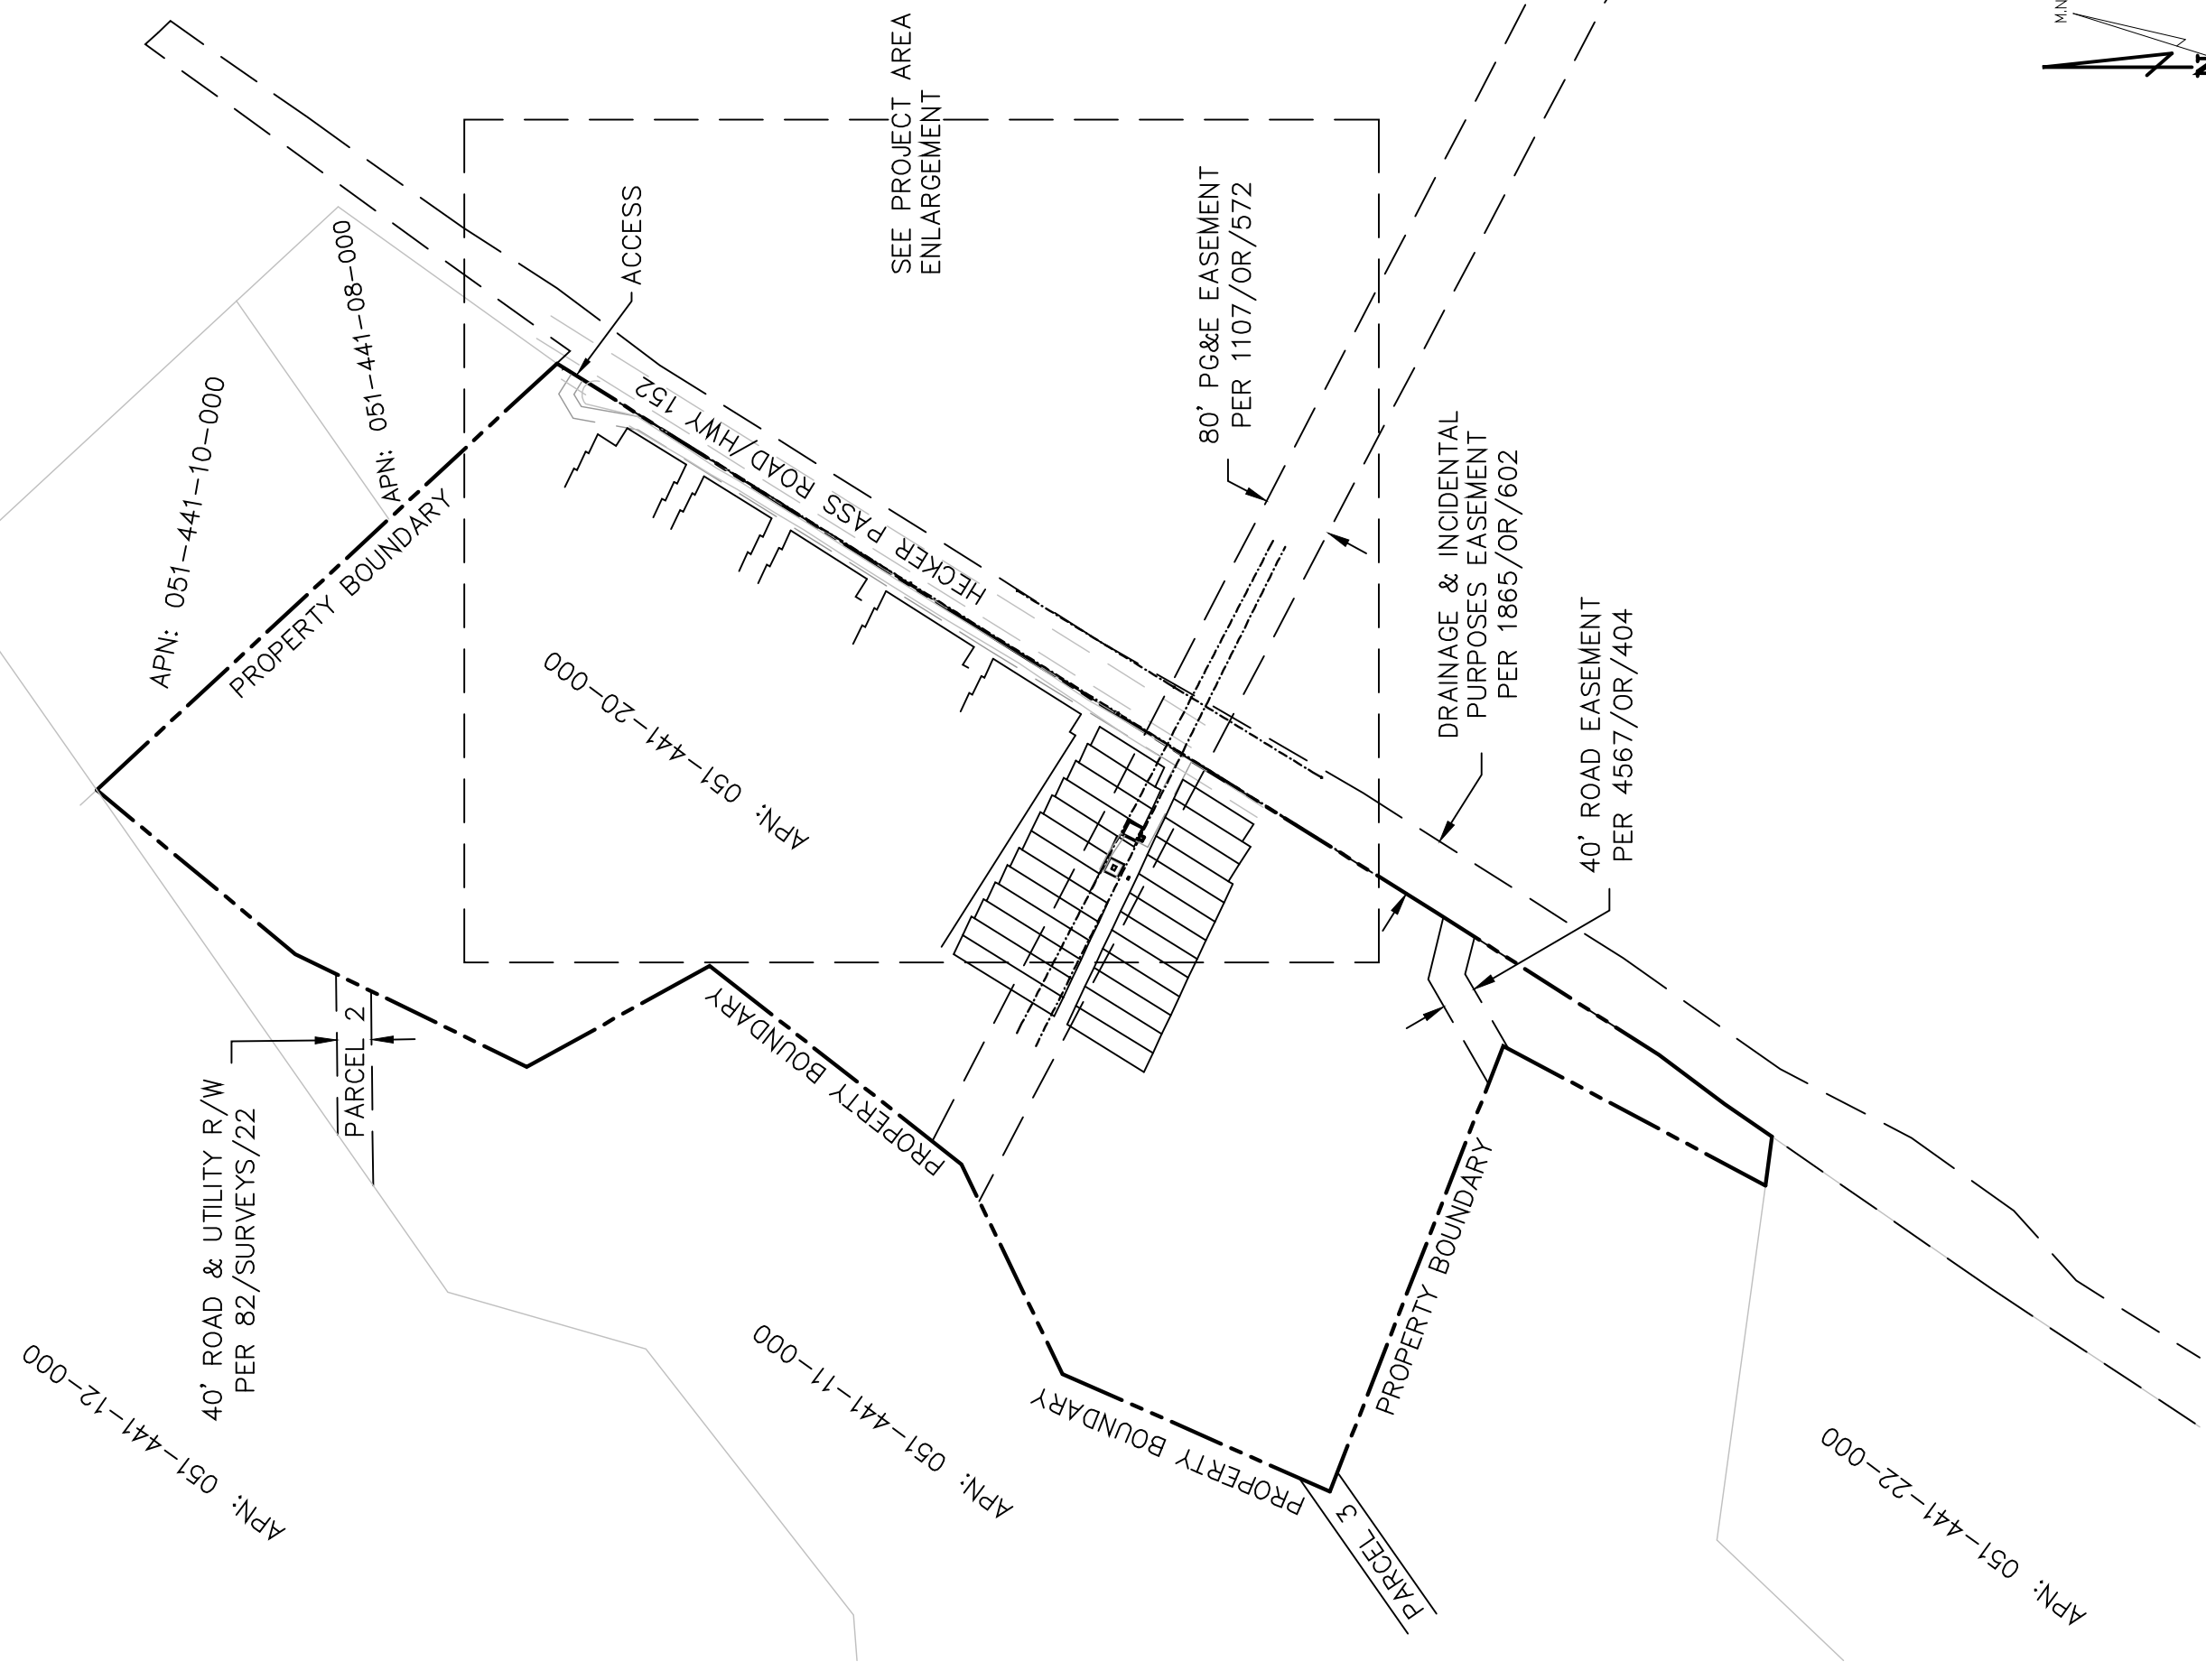 M.N
SEE PROJECT AREA
ENLARGEMENT
ACCESS
80' PG&E EASEMENT
PER 1107/OR/572
APN: 051-441-08-000
APN: 051-441-10-000
PROPERTY BOUNDARY
HECKER PASS ROAD/HWY 152
DRAINAGE & INCIDENTAL
PURPOSES EASEMENT
PER 1865/OR/602
40' ROAD EASEMENT
PER 4567/OR/404
APN: 051-441-20-000
PARCEL 2
40' ROAD & UTILITY R/W
PER 82/SURVEYS/22
PROPERTY BOUNDARY
PROPERTY BOUNDARY
PROPERTY BOUNDARY
PARCEL 3
APN: 051-441-12-000
APN: 051-441-11-000
APN: 051-441-22-000